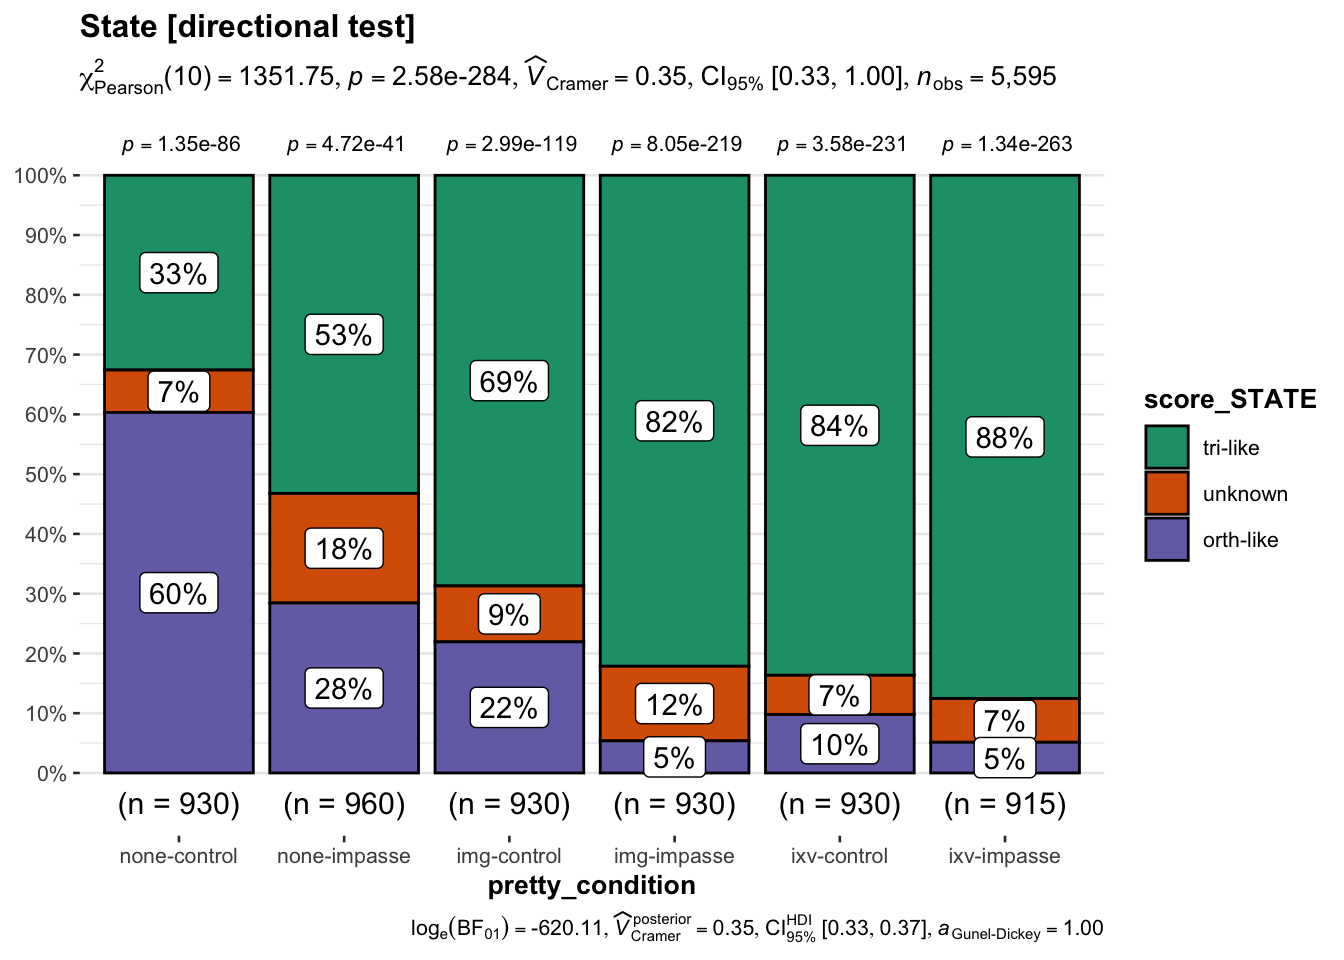 State [directional test]
χ²Pearson(10) = 1351.75, p = 2.58e-284, V̂Cramer = 0.35, CI95% [0.33, 1.00], nobs = 5,595
p = 1.35e-86 p = 4.72e-41 p = 2.99e-119 p = 8.05e-219 p = 3.58e-231 p = 1.34e-263
100%
90%
80%
70%
60%
50%
40%
30%
20%
10%
0%
33%
7%
60%
53%
18%
28%
69%
9%
22%
82%
12%
5%
84%
7%
10%
88%
7%
5%
(n = 930) (n = 960) (n = 930) (n = 930) (n = 930) (n = 915)
none-control none-impasse img-control img-impasse ixv-control ixv-impasse
pretty_condition
score_STATE
tri-like
unknown
orth-like
loge(BF01) = -620.11, V̂Cramer posterior = 0.35, CI95% HDI [0.33, 0.37], aGunel-Dickey = 1.00